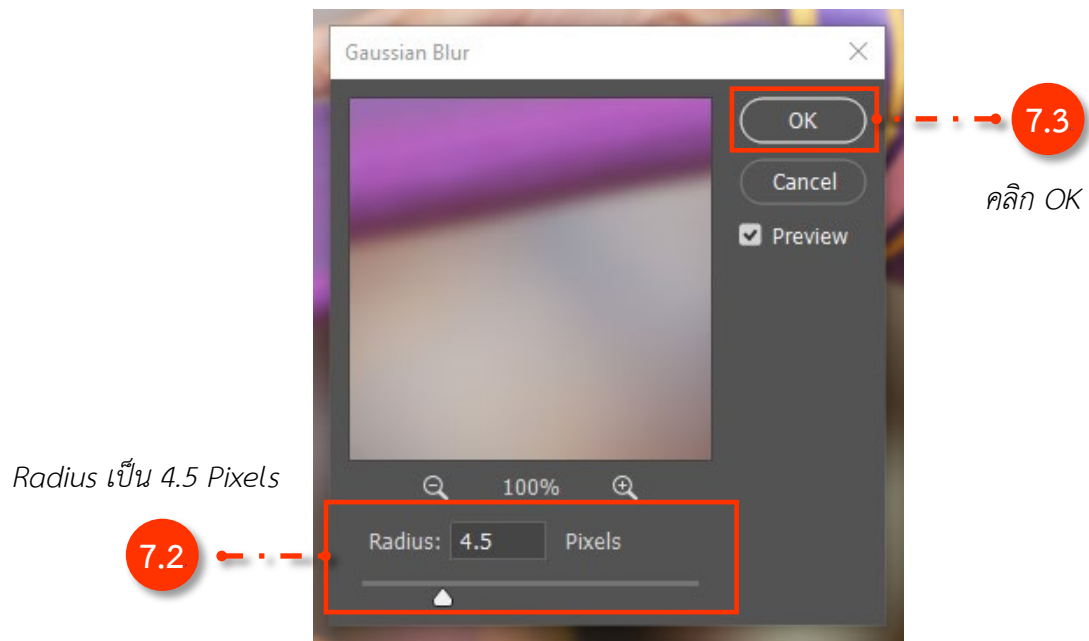 Gaussian Blur
OK
7.3
Cancel
คลิก OK
Preview
Radius เป็น 4.5 Pixels
100%
Radius: 4.5 Pixels
7.2